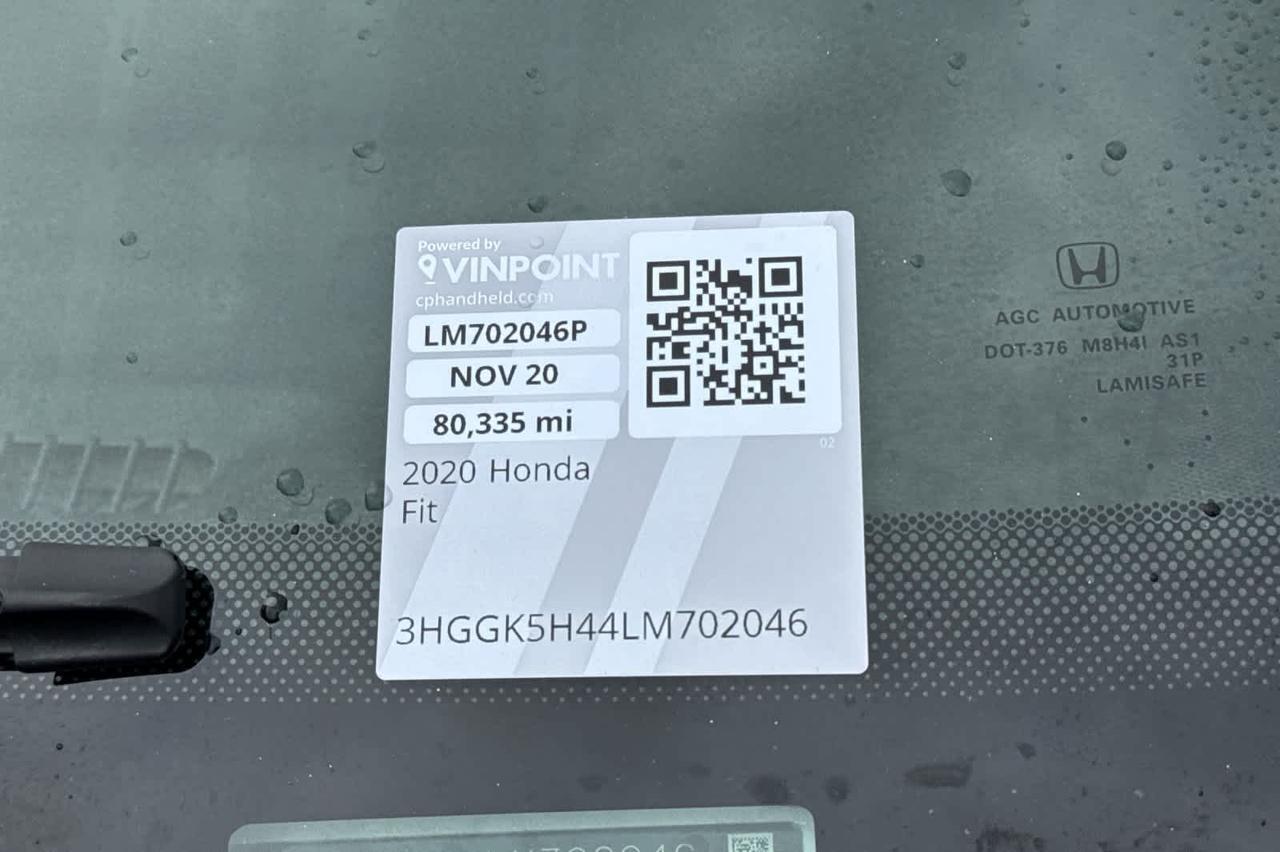 Powered by
VINPOINT
cphandheld.com
LM702046P
NOV 20
80,335 mi
02
2020 Honda
Fit
3HGGK5H44LM702046
AGC AUTOMOTIVE
DOT-376 M8H4I AS1
31P
LAMISAFE